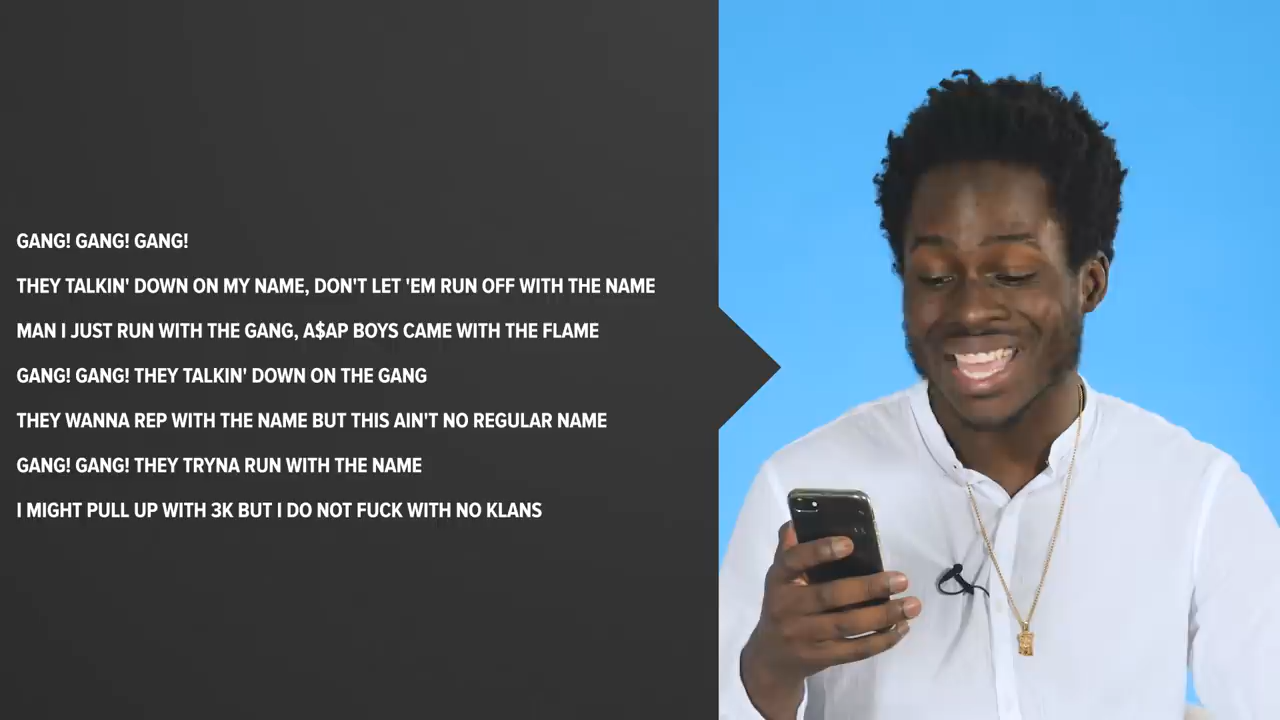 GANG! GANG! GANG!
THEY TALKIN' DOWN ON MY NAME, DON'T LET 'EM RUN OFF WITH THE NAME
MAN I JUST RUN WITH THE GANG, A$AP BOYS CAME WITH THE FLAME
GANG! GANG! THEY TALKIN' DOWN ON THE GANG
THEY WANNA REP WITH THE NAME BUT THIS AIN'T NO REGULAR NAME
GANG! GANG! THEY TRYNA RUN WITH THE NAME
I MIGHT PULL UP WITH 3K BUT I DO NOT FUCK WITH NO KLANS